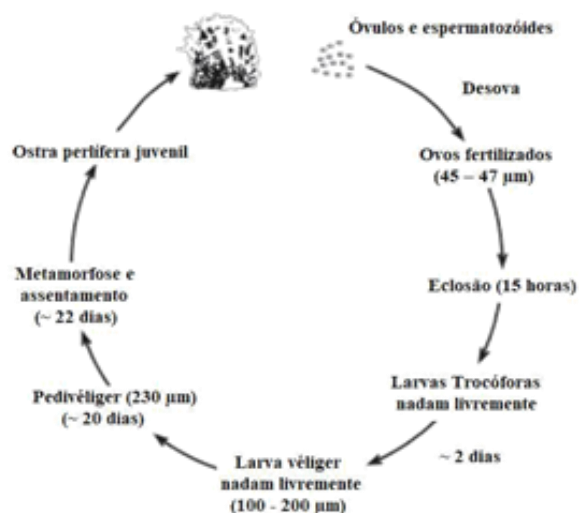 Óvulos e espermatozóides
Desova
Ovos fertilizados
(45 – 47 µm)
Eclosão (15 horas)
Larvas Trocóforas
nadam livremente
~ 2 dias
Larva véliger
nadam livremente
(100 - 200 µm)
Pedivéliger (230 µm)
(~ 20 dias)
Metamorfose e
assentamento
(~ 22 dias)
Ostra perlífera juvenil